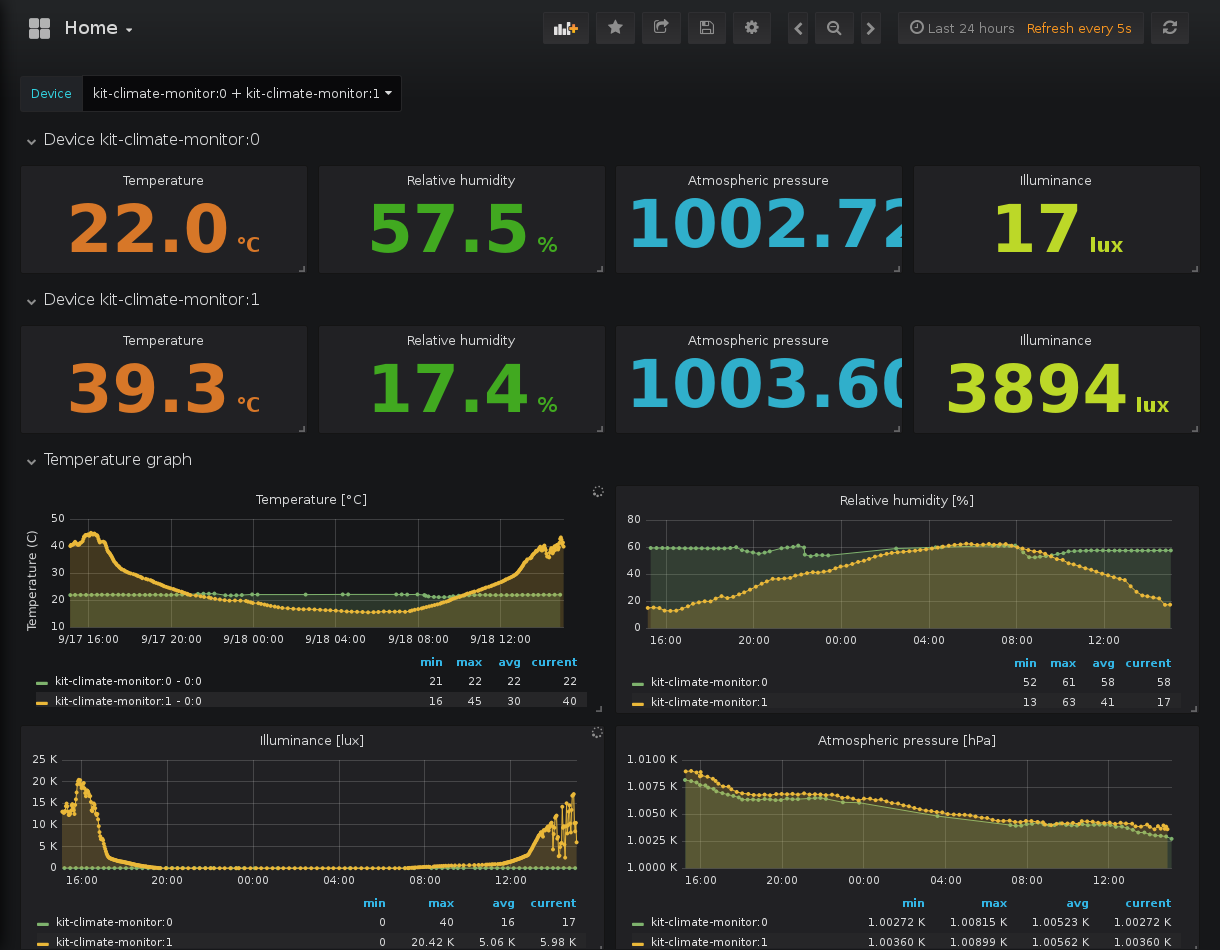 Home
Last 24 hours Refresh every 5s
Device kit-climate-monitor:0 + kit-climate-monitor:1
Device kit-climate-monitor:0
Temperature Relative humidity Atmospheric pressure Illuminance
22.0 °C 57.5 % 1002.72 17 lux
Device kit-climate-monitor:1
Temperature Relative humidity Atmospheric pressure Illuminance
39.3 °C 17.4 % 1003.60 3894 lux
Temperature graph
Temperature [°C]
Temperature (C)
50
40
30
20
10
9/17 16:00 9/17 20:00 9/18 00:00 9/18 04:00 9/18 08:00 9/18 12:00
min max avg current
kit-climate-monitor:0 - 0:0 21 22 22 22
kit-climate-monitor:1 - 0:0 16 45 30 40
Relative humidity [%]
80
60
40
20
0
16:00 20:00 00:00 04:00 08:00 12:00
min max avg current
kit-climate-monitor:0 52 61 58 58
kit-climate-monitor:1 13 63 41 17
Illuminance [lux]
25 K
20 K
15 K
10 K
5 K
0
16:00 20:00 00:00 04:00 08:00 12:00
min max avg current
kit-climate-monitor:0 0 40 16 17
kit-climate-monitor:1 0 20.42 K 5.06 K 5.98 K
Atmospheric pressure [hPa]
1.0100 K
1.0075 K
1.0050 K
1.0025 K
1.0000 K
16:00 20:00 00:00 04:00 08:00 12:00
min max avg current
kit-climate-monitor:0 1.00272 K 1.00815 K 1.00523 K 1.00272 K
kit-climate-monitor:1 1.00360 K 1.00899 K 1.00562 K 1.00360 K